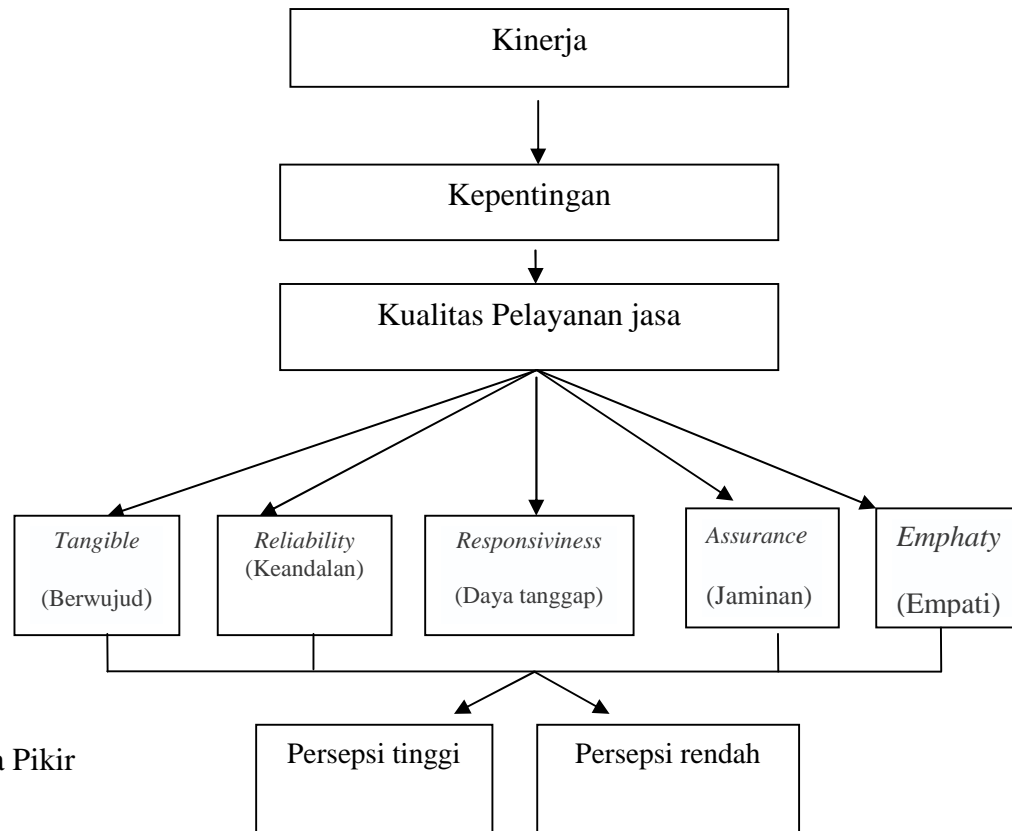 Kinerja
Kepentingan
Kualitas Pelayanan jasa
Tangible
(Berwujud)
Reliability
(Keandalan)
Responsiviness
(Daya tanggap)
Assurance
(Jaminan)
Emphaty
(Empati)
Persepsi tinggi
Persepsi rendah
Pikir